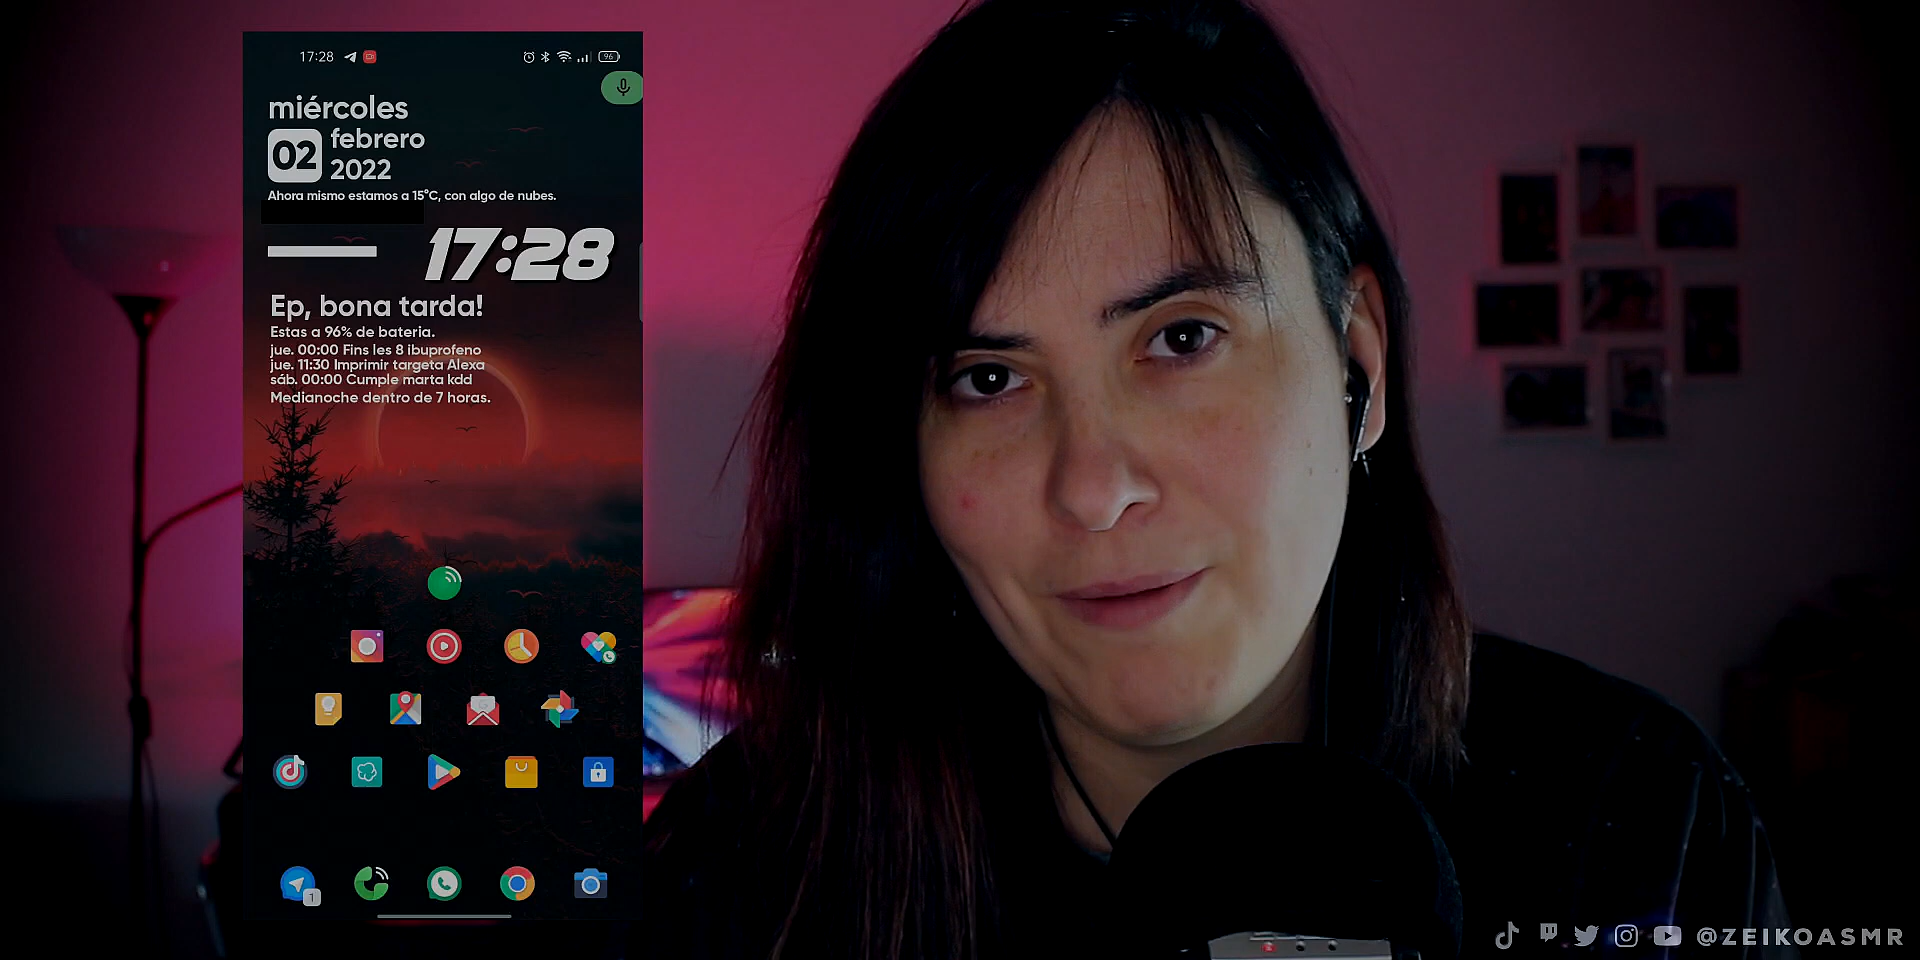 17:28
96
miércoles
02
febrero
2022
Ahora mismo estamos a 15°C, con algo de nubes.
17:28
Ep, bona tarda!
Estas a 96% de bateria.
jue. 00:00 Fins les 8 ibuprofeno
jue. 11:30 Imprimir targeta Alexa
sáb. 00:00 Cumple marta kdd
Medianoche dentro de 7 horas.
1
@ZEIKOASMR